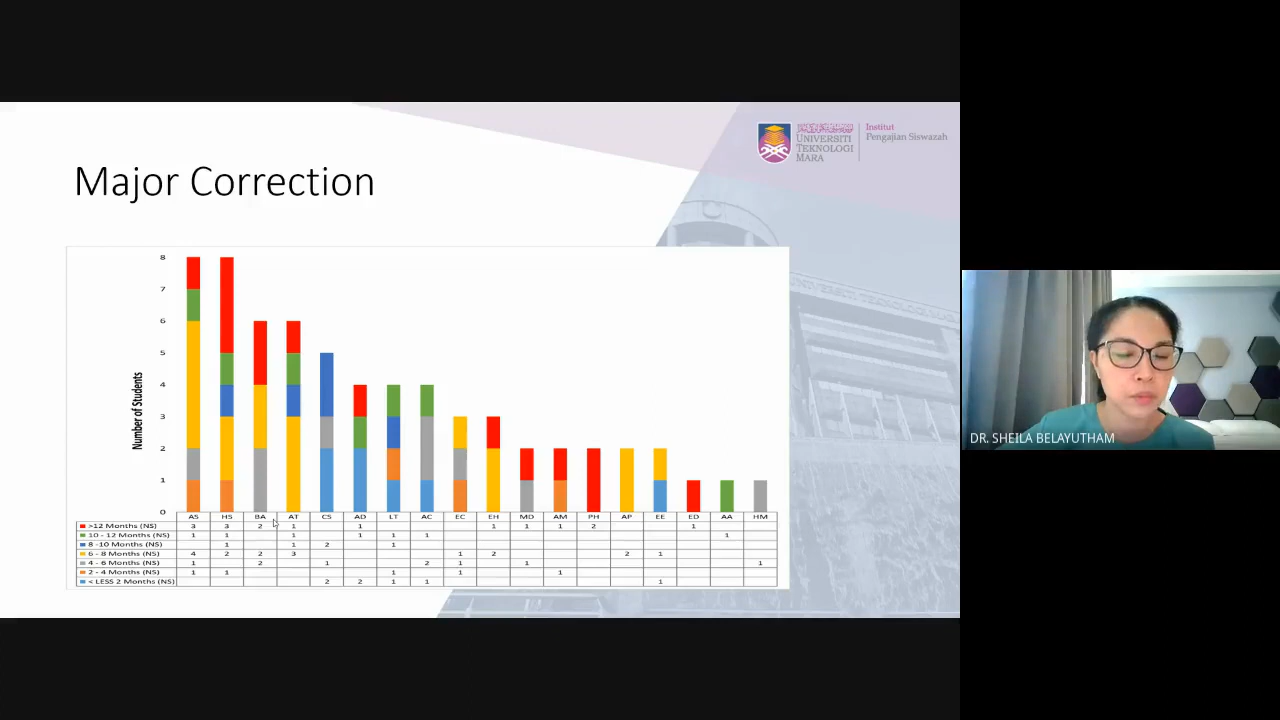 Major Correction
UNIVERSITI
TEKNOLOGI
MARA
Institut
Pengajian Siswazah
Number of Students
8
7
6
5
4
3
2
1
0
AS HS BA AT CS AD LT AC EC EH MD AM PH AP EE ED AA HM
>12 Months (NS) 3 3 2 1 1 1 1 1 2 1
10 - 12 Months (NS) 1 1 1 1 1 1 1
8 -10 Months (NS) 1 1 2 1
6 - 8 Months (NS) 4 2 2 3 1 2 2 1
4 - 6 Months (NS) 1 2 1 2 1 1 1
2 - 4 Months (NS) 1 1 1 1 1
< LESS 2 Months (NS) 2 2 1 1 1
DR. SHEILA BELAYUTHAM